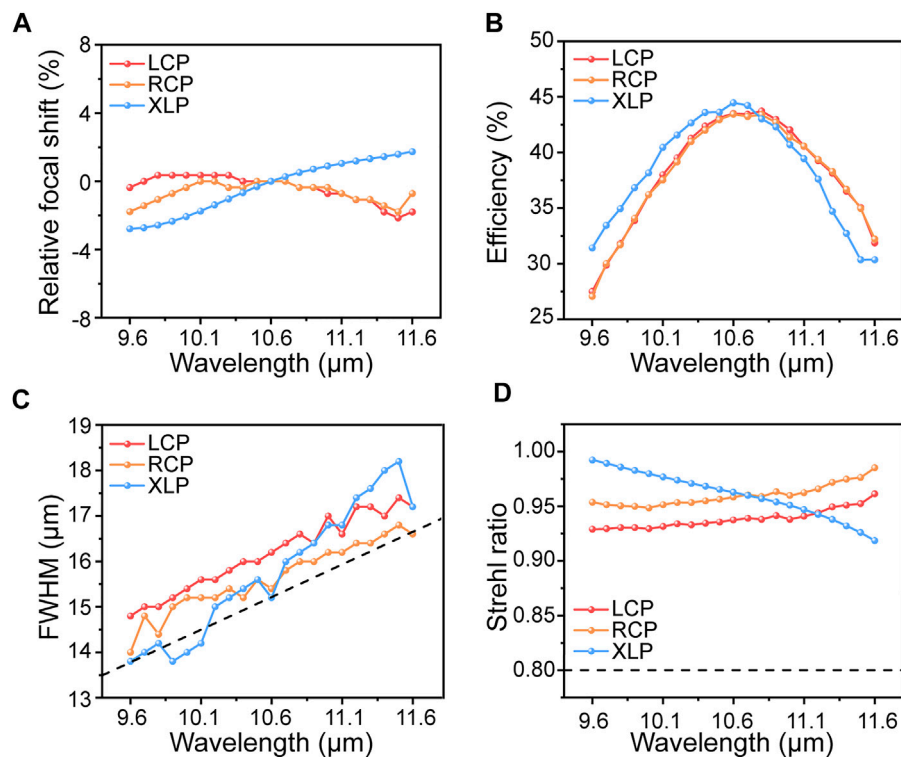 A
Relative focal shift (%)
8
4
0
-4
-8
LCP
RCP
XLP
9.6 10.1 10.6 11.1 11.6
Wavelength (μm)
B
Efficiency (%)
50
45
40
35
30
25
LCP
RCP
XLP
9.6 10.1 10.6 11.1 11.6
Wavelength (μm)
C
FWHM (μm)
19
18
17
16
15
14
13
LCP
RCP
XLP
9.6 10.1 10.6 11.1 11.6
Wavelength (μm)
D
Strehl ratio
1.00
0.95
0.90
0.85
0.80
LCP
RCP
XLP
9.6 10.1 10.6 11.1 11.6
Wavelength (μm)